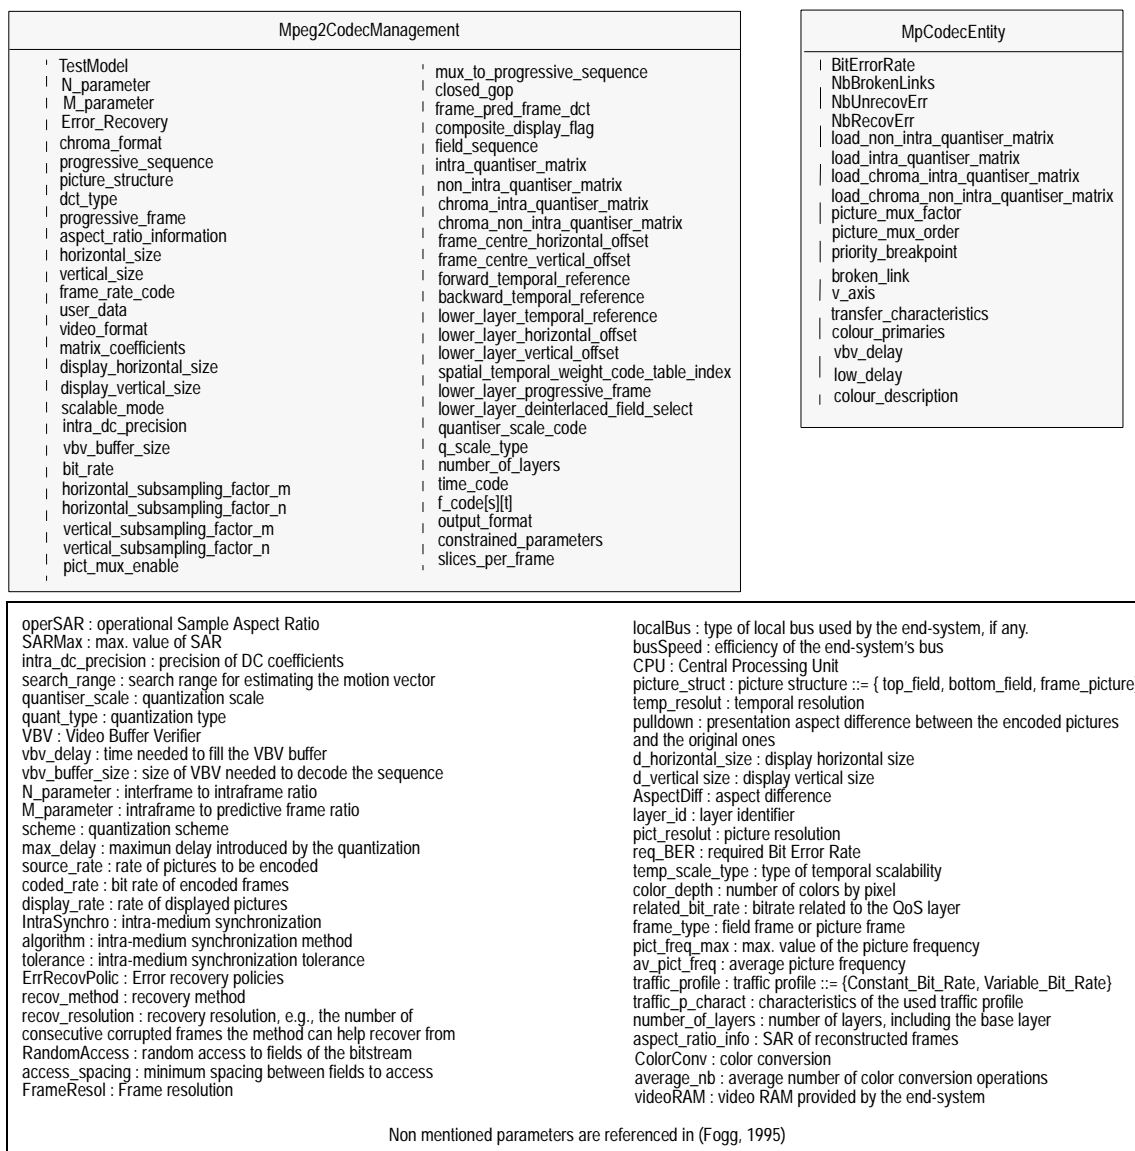 Mpeg2CodecManagement
TestModel
N_parameter
M_parameter
Error_Recovery
chroma_format
progressive_sequence
picture_structure
dct_type
progressive_frame
aspect_ratio_information
horizontal_size
vertical_size
frame_rate_code
user_data
video_format
matrix_coefficients
display_horizontal_size
display_vertical_size
scalable_mode
intra_dc_precision
vbv_buffer_size
bit_rate
horizontal_subsampling_factor_m
horizontal_subsampling_factor_n
vertical_subsampling_factor_m
vertical_subsampling_factor_n
pict_mux_enable
mux_to_progressive_sequence
closed_gop
frame_pred_frame_dct
composite_display_flag
field_sequence
intra_quantiser_matrix
non_intra_quantiser_matrix
chroma_intra_quantiser_matrix
chroma_non_intra_quantiser_matrix
frame_centre_horizontal_offset
frame_centre_vertical_offset
forward_temporal_reference
backward_temporal_reference
lower_layer_temporal_reference
lower_layer_horizontal_offset
lower_layer_vertical_offset
spatial_temporal_weight_code_table_index
lower_layer_progressive_frame
lower_layer_deinterlaced_field_select
quantiser_scale_code
q_scale_type
number_of_layers
time_code
f_code[s][t]
output_format
constrained_parameters
slices_per_frame
MpCodecEntity
BitErrorRate
NbBrokenLinks
NbUnrecovErr
NbRecovErr
load_non_intra_quantiser_matrix
load_intra_quantiser_matrix
load_chroma_intra_quantiser_matrix
load_chroma_non_intra_quantiser_matrix
picture_mux_factor
picture_mux_order
priority_breakpoint
broken_link
v_axis
transfer_characteristics
colour_primaries
vbv_delay
low_delay
colour_description
operSAR : operational Sample Aspect Ratio
SARMax : max. value of SAR
intra_dc_precision : precision of DC coefficients
search_range : search range for estimating the motion vector
quantiser_scale : quantization scale
quant_type : quantization type
VBV : Video Buffer Verifier
vbv_delay : time needed to fill the VBV buffer
vbv_buffer_size : size of VBV needed to decode the sequence
N_parameter : interframe to intraframe ratio
M_parameter : intraframe to predictive frame ratio
scheme : quantization scheme
max_delay : maximun delay introduced by the quantization
source_rate : rate of pictures to be encoded
coded_rate : bit rate of encoded frames
display_rate : rate of displayed pictures
IntraSynchro : intra-medium synchronization
algorithm : intra-medium synchronization method
tolerance : intra-medium synchronization tolerance
ErrRecovPolic : Error recovery policies
recov_method : recovery method
recov_resolution : recovery resolution, e.g., the number of
consecutive corrupted frames the method can help recover from
RandomAccess : random access to fields of the bitstream
access_spacing : minimum spacing between fields to access
FrameResol : Frame resolution
localBus : type of local bus used by the end-system, if any.
busSpeed : efficiency of the end-system's bus
CPU : Central Processing Unit
picture_struct : picture structure ::= { top_field, bottom_field, frame_picture
temp_resolut : temporal resolution
pulldown : presentation aspect difference between the encoded pictures
and the original ones
d_horizontal_size : display horizontal size
d_vertical size : display vertical size
AspectDiff : aspect difference
layer_id : layer identifier
pict_resolut : picture resolution
req_BER : required Bit Error Rate
temp_scale_type : type of temporal scalability
color_depth : number of colors by pixel
related_bit_rate : bitrate related to the QoS layer
frame_type : field frame or picture frame
pict_freq_max : max. value of the picture frequency
av_pict_freq : average picture frequency
traffic_profile : traffic profile ::= {Constant_Bit_Rate, Variable_Bit_Rate}
traffic_p_charact : characteristics of the used traffic profile
number_of_layers : number of layers, including the base layer
aspect_ratio_info : SAR of reconstructed frames
ColorConv : color conversion
average_nb : average number of color conversion operations
videoRAM : video RAM provided by the end-system
Non mentioned parameters are referenced in (Fogg, 1995)